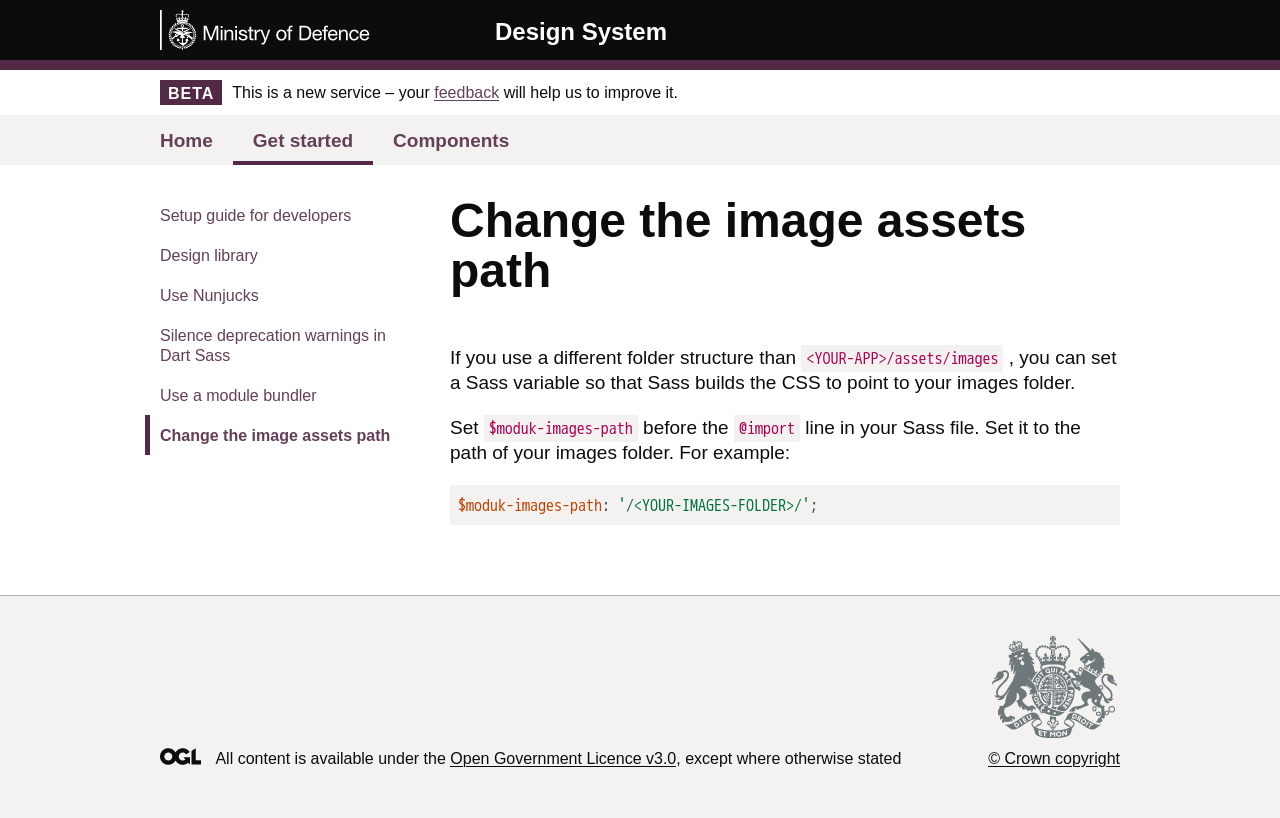 Ministry of Defence
Design System
BETA This is a new service – your feedback will help us to improve it.
Home Get started Components
Setup guide for developers
Design library
Use Nunjucks
Silence deprecation warnings in
Dart Sass
Use a module bundler
Change the image assets path
Change the image assets
path
If you use a different folder structure than <YOUR-APP>/assets/images , you can set
a Sass variable so that Sass builds the CSS to point to your images folder.
Set $moduk-images-path before the @import line in your Sass file. Set it to the
path of your images folder. For example:
$moduk-images-path: '/<YOUR-IMAGES-FOLDER>/';
OGL All content is available under the Open Government Licence v3.0, except where otherwise stated
© Crown copyright